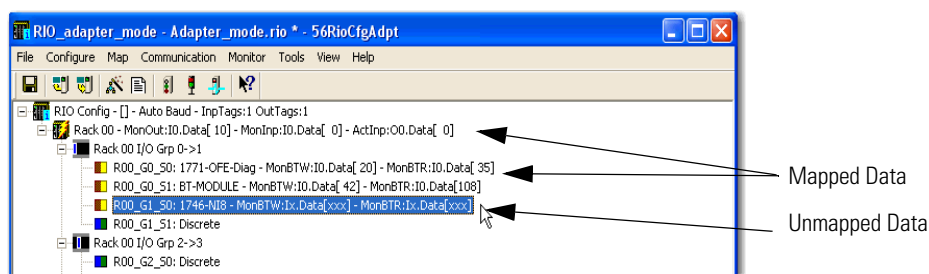 RIO_adapter_mode - Adapter_mode.rio * - 56RioCfgAdpt
File Configure Map Communication Monitor Tools View Help
RIO Config - [] - Auto Baud - InpTags:1 OutTags:1
Rack 00 - MonOut:I0.Data[ 10] - MonInp:I0.Data[ 0] - ActInp:O0.Data[ 0]
Rack 00 I/O Grp 0->1
R00_G0_S0: 1771-OFE-Diag - MonBTW:I0.Data[ 20] - MonBTR:I0.Data[ 35]
R00_G0_S1: BT-MODULE - MonBTW:I0.Data[ 42] - MonBTR:I0.Data[108]
R00_G1_S0: 1746-NI8 - MonBTW:Ix.Data[xxx] - MonBTR:Ix.Data[xxx]
R00_G1_S1: Discrete
Rack 00 I/O Grp 2->3
R00_G2_S0: Discrete
Mapped Data
Unmapped Data